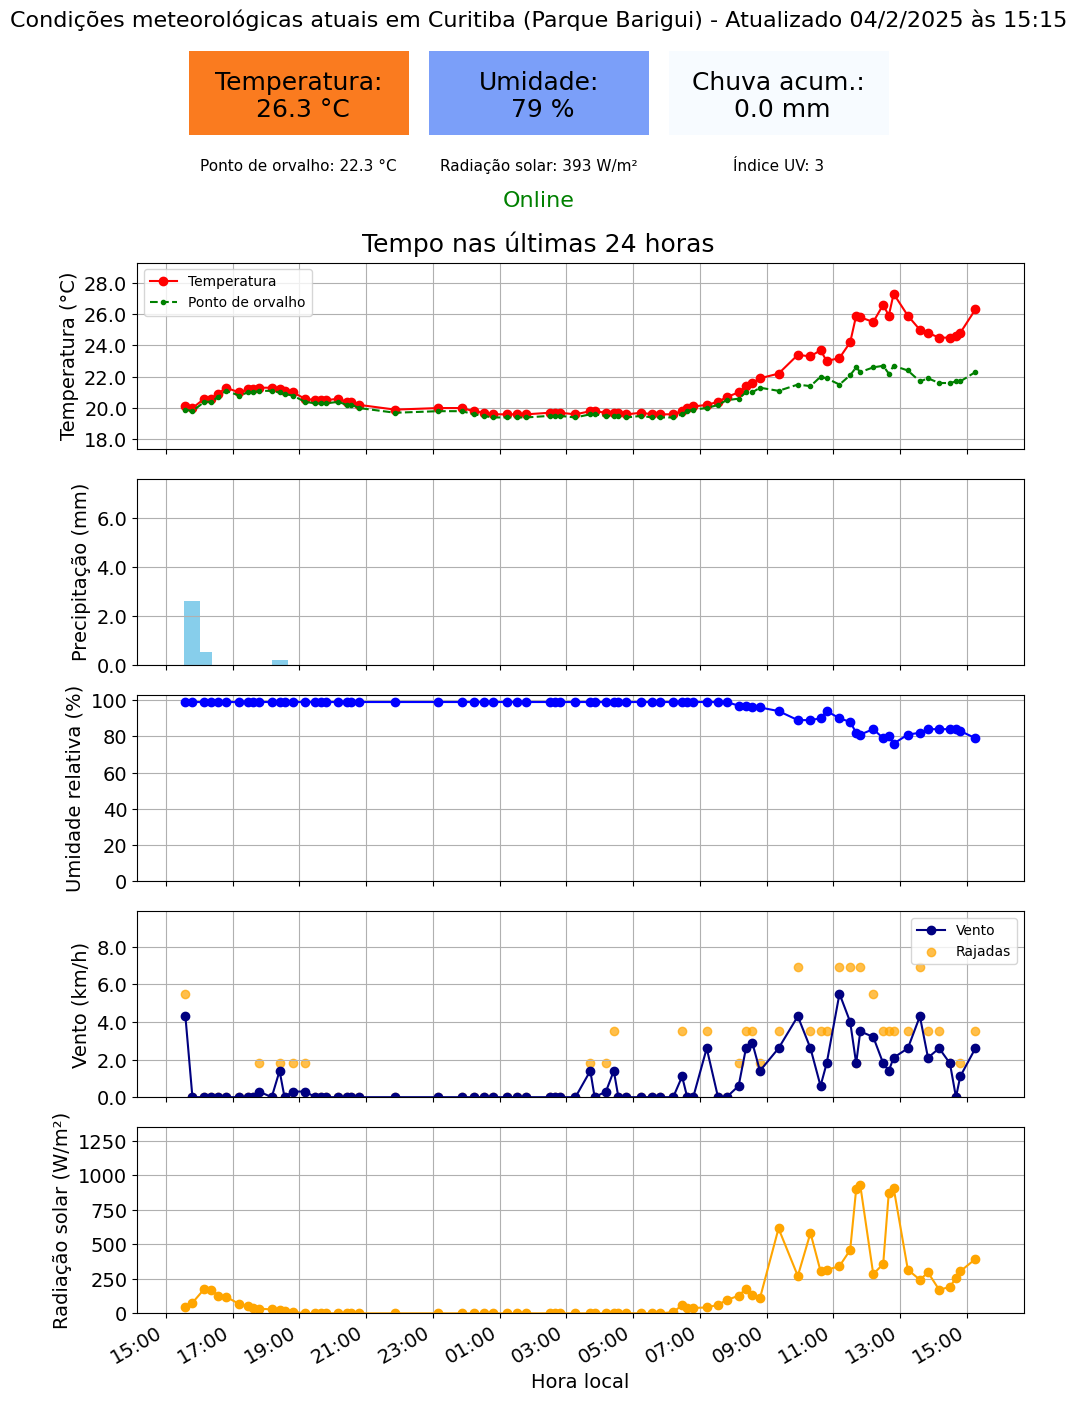 Condições meteorológicas atuais em Curitiba (Parque Barigui) - Atualizado 04/2/2025 às 15:15
Temperatura:
26.3 °C
Umidade:
79 %
Chuva acum.:
0.0 mm
Ponto de orvalho: 22.3 °C
Radiação solar: 393 W/m²
Índice UV: 3
Online
Tempo nas últimas 24 horas
Temperatura (°C)
28.0
26.0
24.0
22.0
20.0
18.0
Temperatura
Ponto de orvalho
Precipitação (mm)
6.0
4.0
2.0
0.0
Umidade relativa (%)
100
80
60
40
20
0
Vento (km/h)
8.0
6.0
4.0
2.0
0.0
Vento
Rajadas
Radiação solar (W/m²)
1250
1000
750
500
250
0
15:00
17:00
19:00
21:00
23:00
01:00
03:00
05:00
07:00
09:00
11:00
13:00
15:00
Hora local